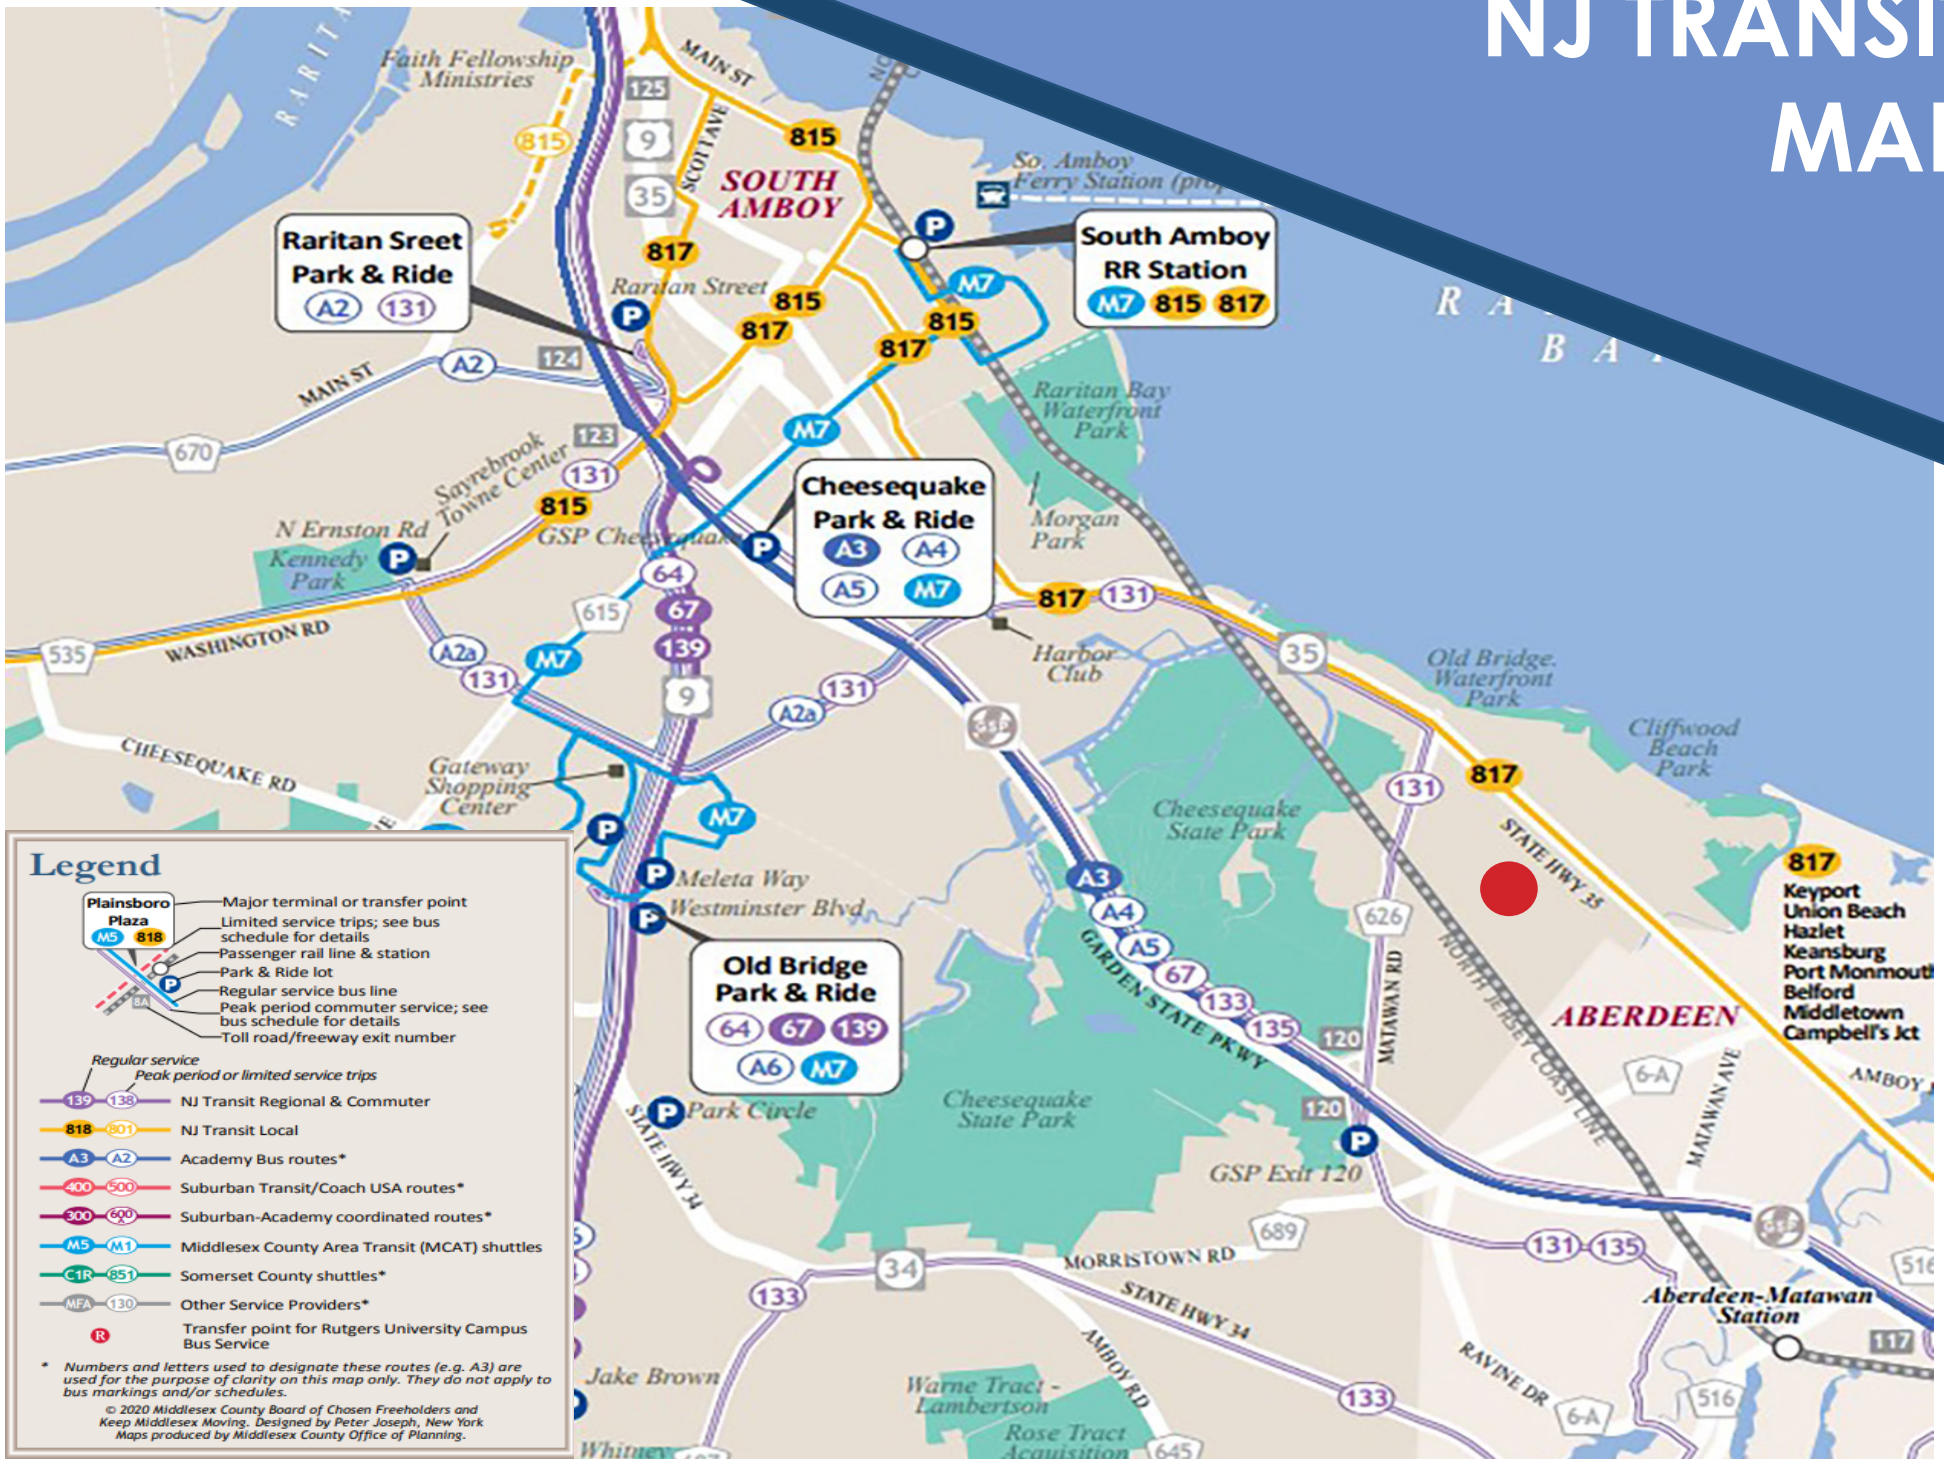 NJ TRANSI
MA
RARITA
Faith Fellowship
Ministries
MAIN ST
125
815
9
SCOTT AVE
815
So. Amboy
Ferry Station
35
SOUTH
AMBOY
P
Raritan Sreet
Park & Ride
A2 131
817
South Amboy
RR Station
M7 815 817
Raritan Street
P
815
M7
817
815
817
R A
B A
124
A2
MAIN ST
Raritan Bay
Waterfront
Park
M7
123
670
131
Sayrebrook
Towne Center
815
Cheesequake
Park & Ride
A3 A4
A5 M7
N Ernston Rd
P
Kennedy
Park
GSP Cheesequake
P
Morgan
Park
64
615
67
139
817 131
535
WASHINGTON RD
A2a
131
M7
9
Harbor
Club
35
131
A2a
Old Bridge
Waterfront
Park
GSP
CHEESEQUAKE RD
Gateway
Shopping
Center
Cliffwood
Beach
Park
131
817
P
M7
Cheesequake
State Park
STATE HWY 35
P
Meleta Way
P
Westminster Blvd
A3
A4
A5
67
133
135
GARDEN STATE PKWY
626
MATAWAN RD
NORTH JERSEY COAST LINE
817
Keyport
Union Beach
Hazlet
Keansburg
Port Monmouth
Belford
Middletown
Campbell's Jct
Old Bridge
Park & Ride
64 67 139
A6 M7
ABERDEEN
120
6-A
MATAWAN AVE
AMBOY
P
Park Circle
STATE HWY 34
Cheesequake
State Park
120
P
GSP Exit 120
689
GSP
34
MORRISTOWN RD
STATE HWY 34
131 135
516
133
Aberdeen-Matawan
Station
117
AMBOY RD
RAVINE DR
Jake Brown
Warne Tract -
Lambertson
133
6-A
516
Rose Tract
Acquisition
645
Whitney
Legend
Plainsboro
Plaza
M5 818
8A
P
Major terminal or transfer point
Limited service trips; see bus
schedule for details
Passenger rail line & station
Park & Ride lot
Regular service bus line
Peak period commuter service; see
bus schedule for details
Toll road/freeway exit number
Regular service
Peak period or limited service trips
139 138 NJ Transit Regional & Commuter
818 801 NJ Transit Local
A3 A2 Academy Bus routes*
400 500 Suburban Transit/Coach USA routes*
300 600A Suburban-Academy coordinated routes*
M5 M1 Middlesex County Area Transit (MCAT) shuttles
C1R 851 Somerset County shuttles*
MFA 130 Other Service Providers*
R Transfer point for Rutgers University Campus
Bus Service
* Numbers and letters used to designate these routes (e.g. A3) are
used for the purpose of clarity on this map only. They do not apply to
bus markings and/or schedules.
© 2020 Middlesex County Board of Chosen Freeholders and
Keep Middlesex Moving. Designed by Peter Joseph, New York
Maps produced by Middlesex County Office of Planning.